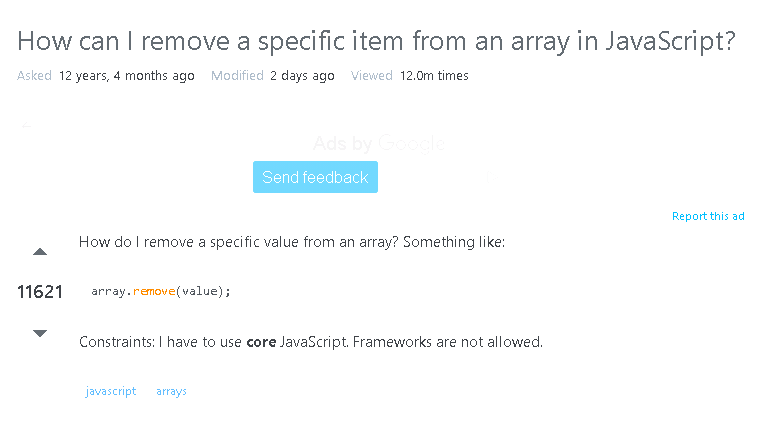 How can I remove a specific item from an array in JavaScript?
Asked 12 years, 4 months ago Modified 2 days ago Viewed 12.0m times
Ads by Google
Send feedback
Report this ad
How do I remove a specific value from an array? Something like:
11621
array.remove(value);
Constraints: I have to use core JavaScript. Frameworks are not allowed.
javascript arrays